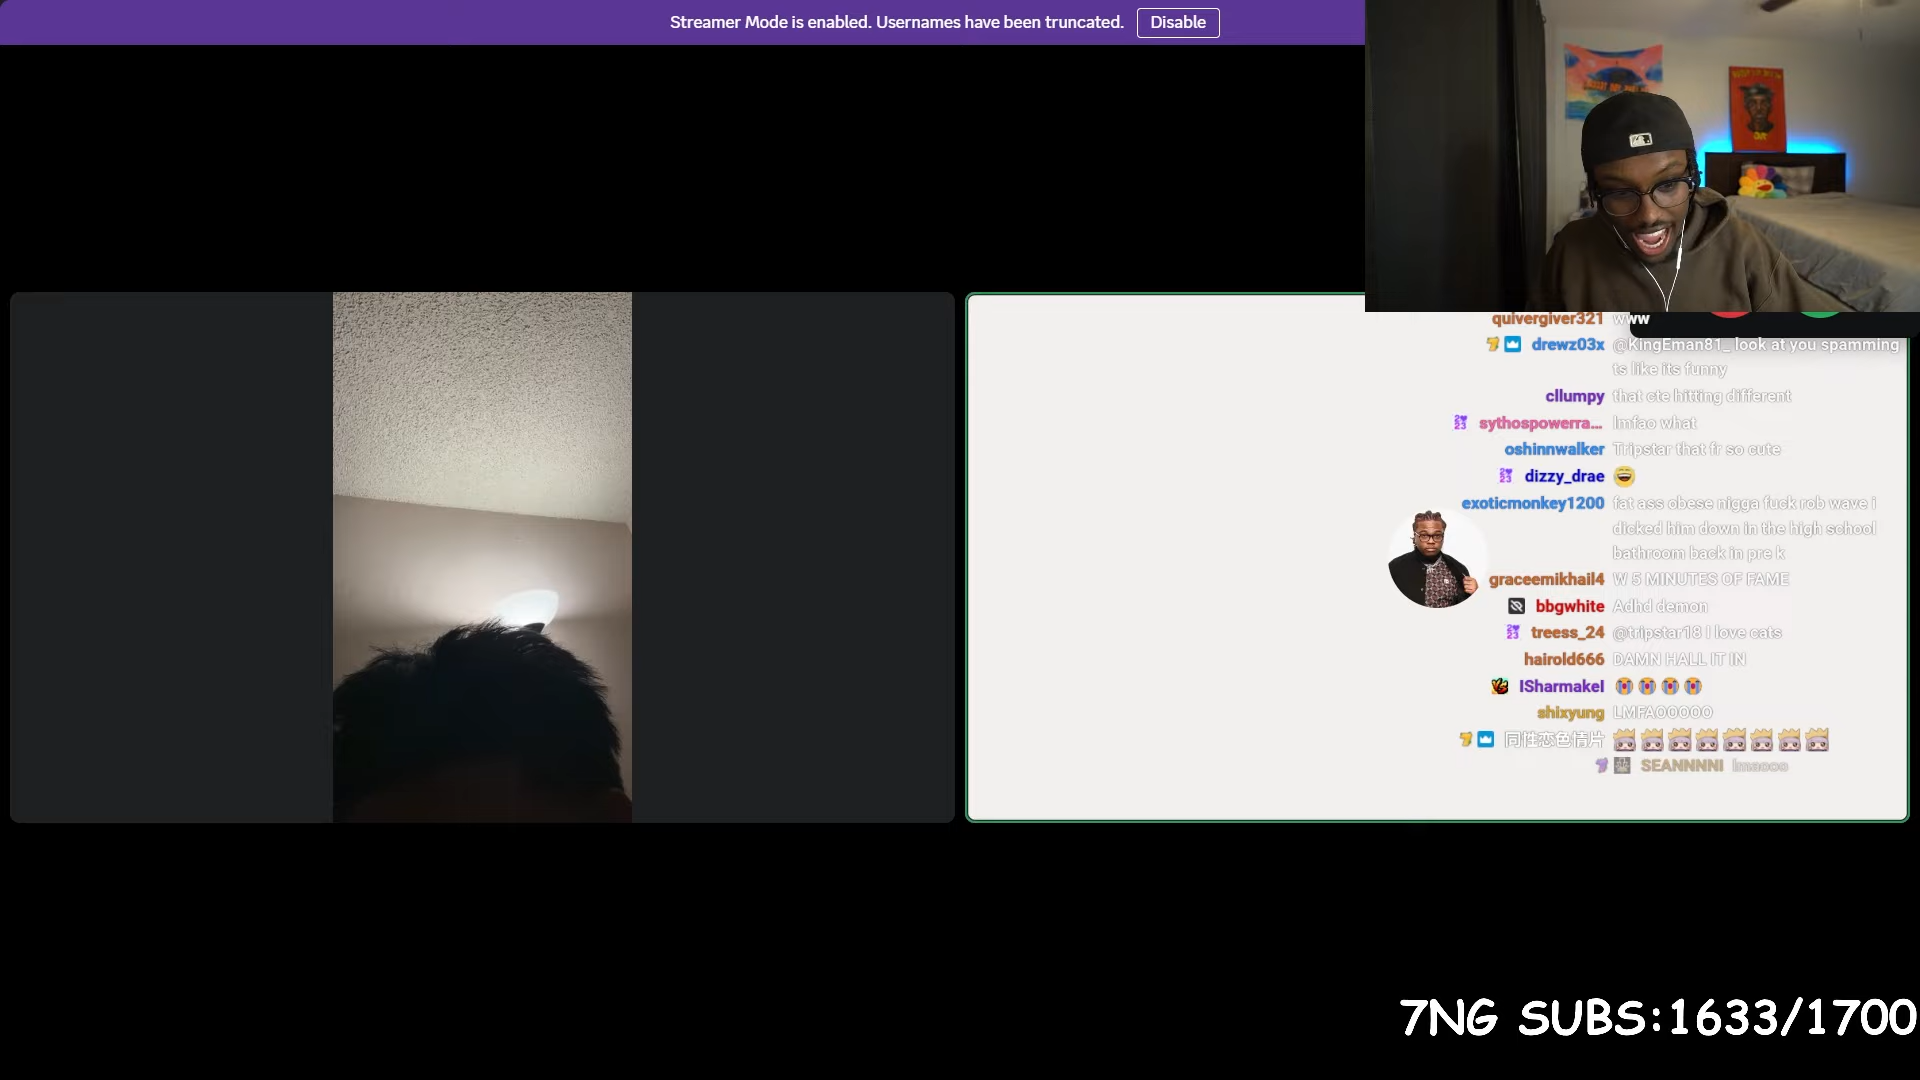 Streamer Mode is enabled. Usernames have been truncated. Disable
quivergiver321 www
drewz03x @KingEman81_ look at you spamming
ts like its funny
cllumpy that cte hitting different
sythospowerra... lmfao what
oshinnwalker Tripstar that fr so cute
dizzy_drae
exoticmonkey1200 fat ass obese nigga fuck rob wave i
dicked him down in the high school
bathroom back in pre k
graceemikhail4 W 5 MINUTES OF FAME
bbgwhite Adhd demon
treess_24 @tripstar18 I love cats
hairold666 DAMN HALL IT IN
ISharmakeI
shixyung LMFAOOOOO
同性恋色情片
SEANNNNI lmaooo
7NG SUBS:1633/1700